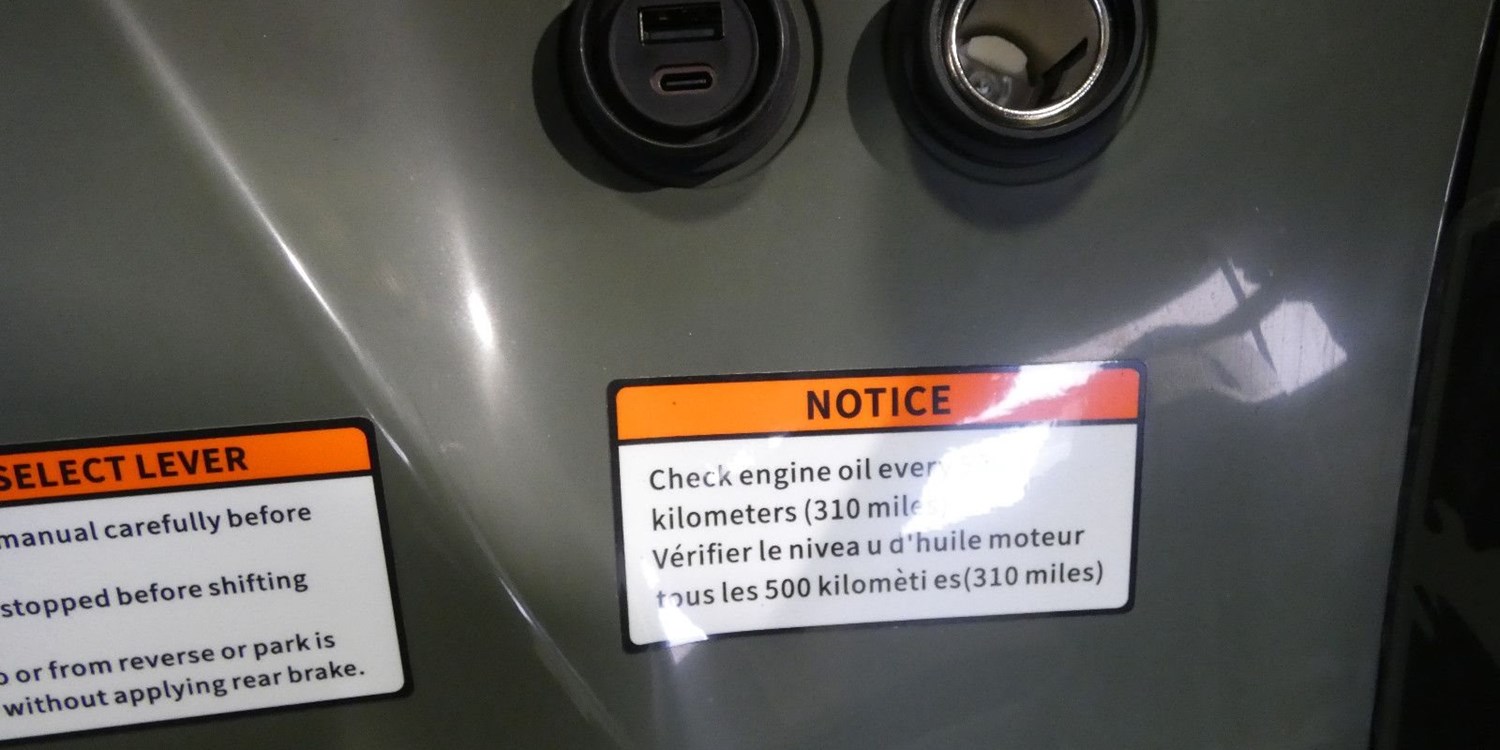 SELECT LEVER
manual carefully before
stopped before shifting
or from reverse or park is
without applying rear brake.
NOTICE
Check engine oil every
kilometers (310 miles
Vérifier le nivea u d'huile moteur
tous les 500 kilomèti es(310 miles)